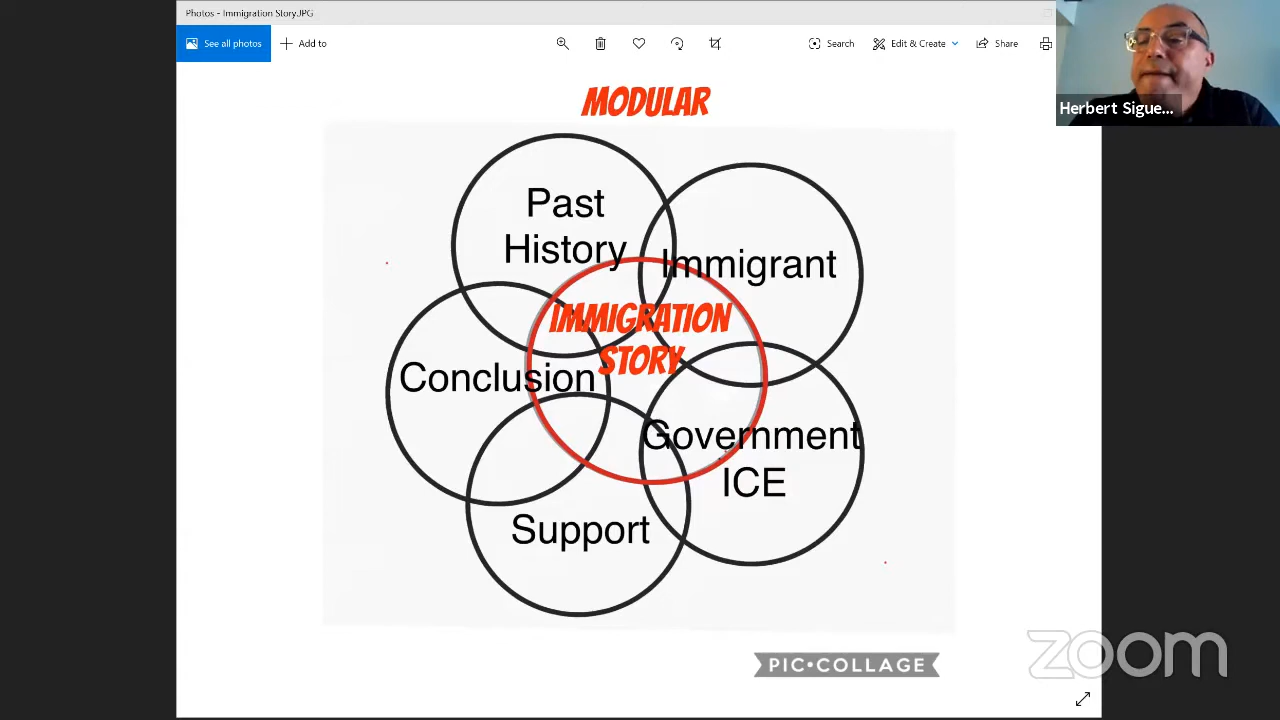 Photos - Immigration Story.JPG
See all photos
Add to
Search
Edit & Create
Share
Herbert Sigue...
MODULAR
Past
History
Immigrant
IMMIGRATION
STORY
Conclusion
Government
ICE
Support
PIC•COLLAGE
zoom